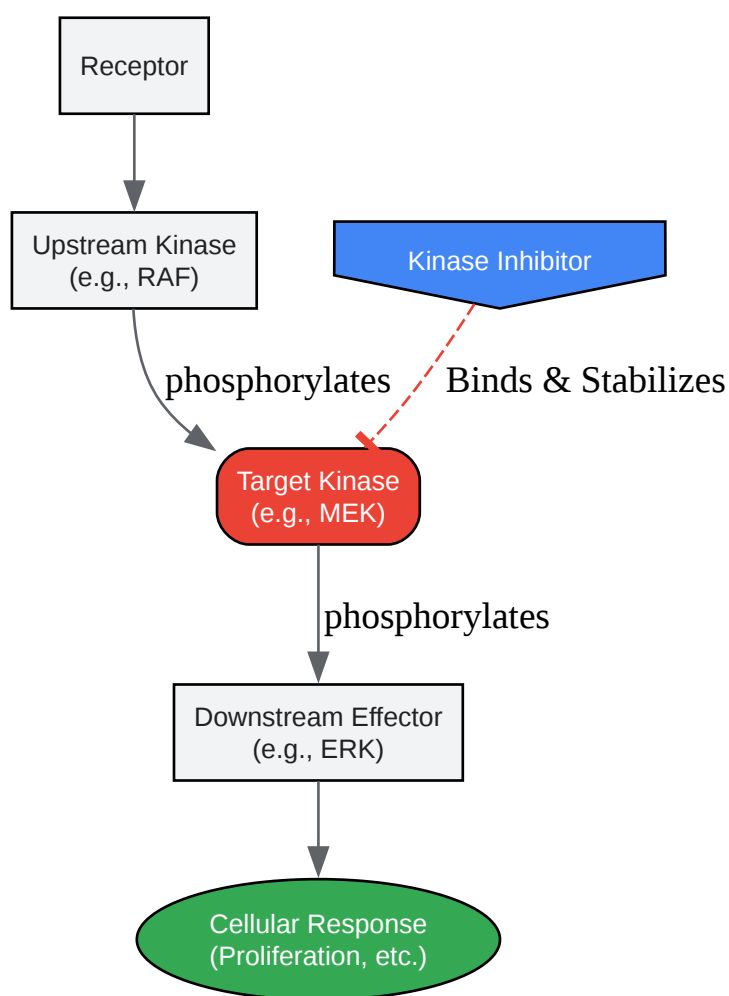 Receptor
Upstream Kinase
(e.g., RAF)
Kinase Inhibitor
phosphorylates
Binds & Stabilizes
Target Kinase
(e.g., MEK)
phosphorylates
Downstream Effector
(e.g., ERK)
Cellular Response
(Proliferation, etc.)